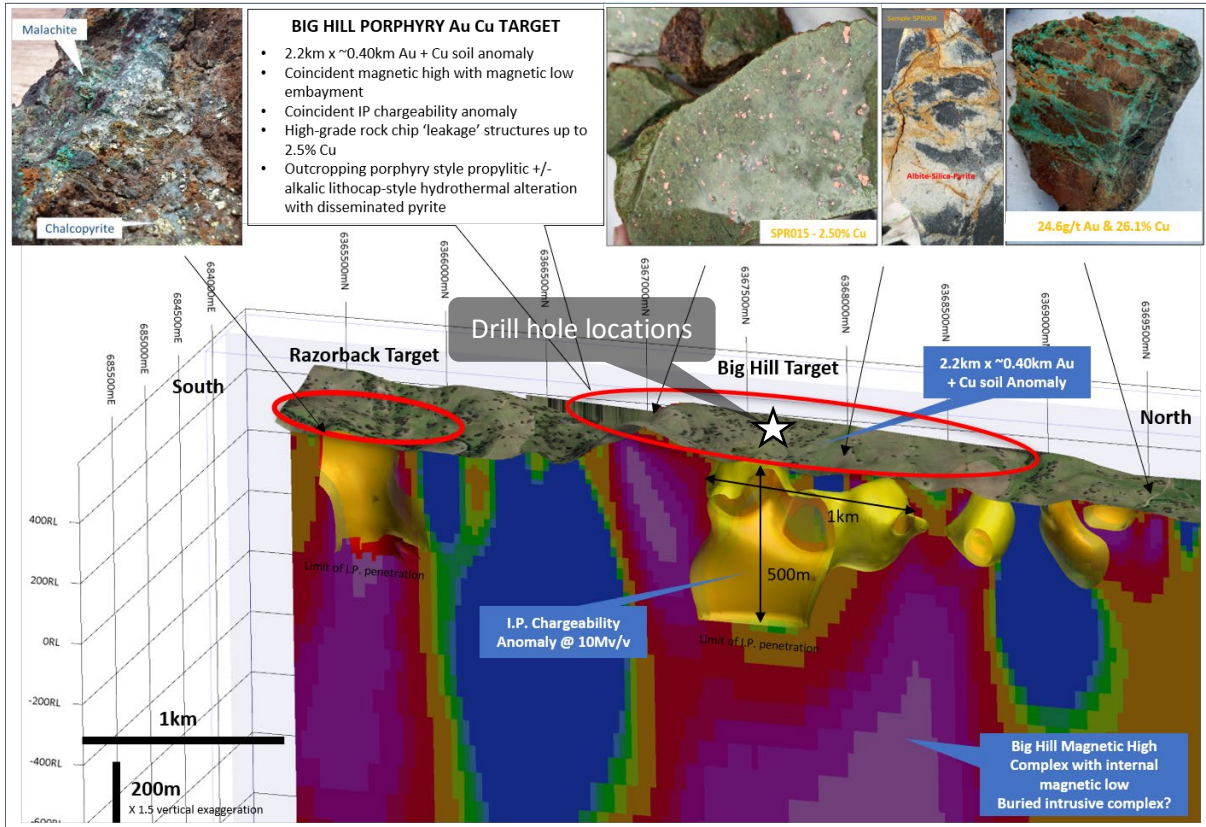 Malachite
Chalcopyrite
BIG HILL PORPHYRY Au Cu TARGET
• 2.2km x ~0.40km Au + Cu soil anomaly
• Coincident magnetic high with magnetic low
embayment
• Coincident IP chargeability anomaly
• High-grade rock chip ‘leakage’ structures up to
2.5% Cu
• Outcropping porphyry style propylitic +/-
alkalic lithocap-style hydrothermal alteration
with disseminated pyrite
SPR015 - 2.50% Cu
Sample SPR008
Albite-Silica-Pyrite
24.6g/t Au & 26.1% Cu
685500mE
685000mE
684500mE
684000mE
6365500mN
6366000mN
6366500mN
6367000mN
6367500mN
6368000mN
6368500mN
6369000mN
6369500mN
Drill hole locations
Razorback Target
Big Hill Target
2.2km x ~0.40km Au
+ Cu soil Anomaly
South
North
400RL
200RL
0RL
-200RL
-400RL
-600RL
Limit of I.P. penetration
1km
500m
I.P. Chargeability
Anomaly @ 10Mv/v
Limit of I.P. penetration
1km
200m
X 1.5 vertical exaggeration
Big Hill Magnetic High
Complex with internal
magnetic low
Buried intrusive complex?